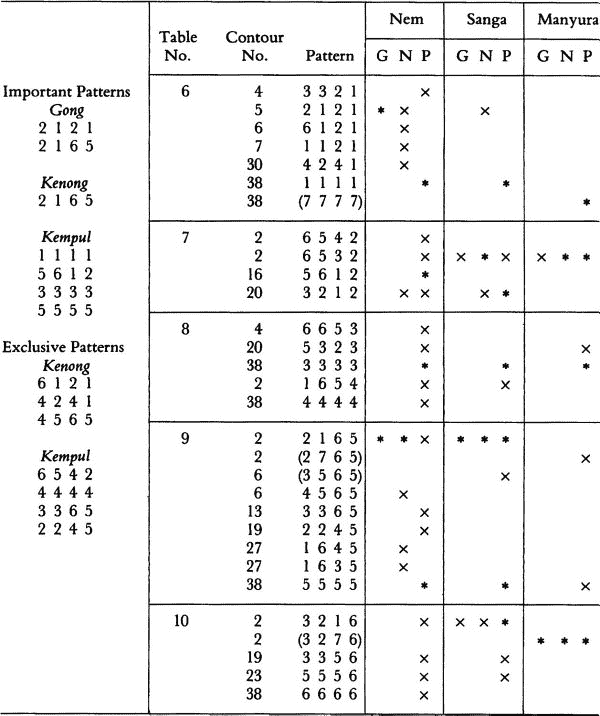 Nem Sanga Manyura
Table Contour
No. No. Pattern G N P G N P G N P
Important Patterns 6 4 3 3 2 1 ×
Gong 5 2 1 2 1 * × ×
2 1 2 1 6 6 1 2 1 ×
2 1 6 5 7 1 1 2 1 ×
30 4 2 4 1 ×
Kenong 38 1 1 1 1 * *
2 1 6 5 38 (7 7 7 7) *
Kempul 7 2 6 5 4 2 ×
1 1 1 1 2 6 5 3 2 × × * × × * *
5 6 1 2 16 5 6 1 2 *
3 3 3 3 20 3 2 1 2 × × × *
5 5 5 5
8 4 6 6 5 3 ×
Exclusive Patterns 20 5 3 2 3 × ×
Kenong 38 3 3 3 3 * * *
6 1 2 1 2 1 6 5 4 × ×
4 2 4 1 38 4 4 4 4 ×
4 5 6 5
9 2 2 1 6 5 * * × * * *
Kempul 2 (2 7 6 5) ×
6 5 4 2 6 (3 5 6 5) ×
4 4 4 4 6 4 5 6 5 ×
3 3 6 5 13 3 3 6 5 ×
2 2 4 5 19 2 2 4 5 ×
27 1 6 4 5 ×
27 1 6 3 5 ×
38 5 5 5 5 * * ×
10 2 3 2 1 6 × × × *
2 (3 2 7 6) * * *
19 3 3 5 6 × ×
23 5 5 5 6 × ×
38 6 6 6 6 ×